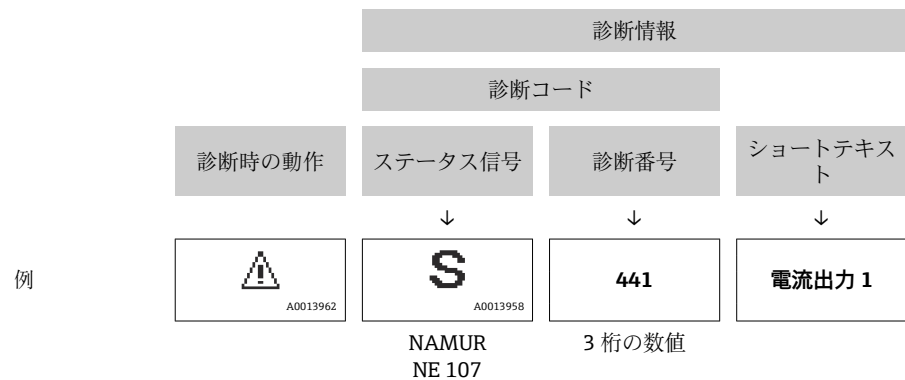 診断情報
診断コード
診断時の動作 ステータス信号 診断番号 ショートテキス
ト
↓ ↓ ↓
例 ⚠ S 441 電流出力 1
A0013962 A0013958
NAMUR 3 桁の数値
NE 107